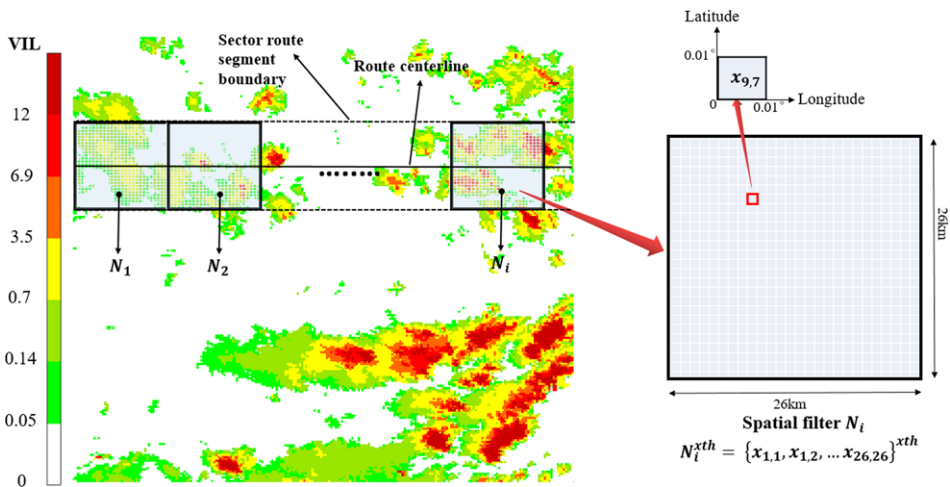 VIL
12
6.9
3.5
0.7
0.14
0.05
0
Sector route
segment
boundary
Route centerline
N₁
N₂
Nᵢ
Latitude
0.01°
x₉,₇
0
0.01°
Longitude
26km
26km
Spatial filter Nᵢ
Nᵢˣᵗʰ = {x₁,₁, x₁,₂, … x₂₆,₂₆}ˣᵗʰ